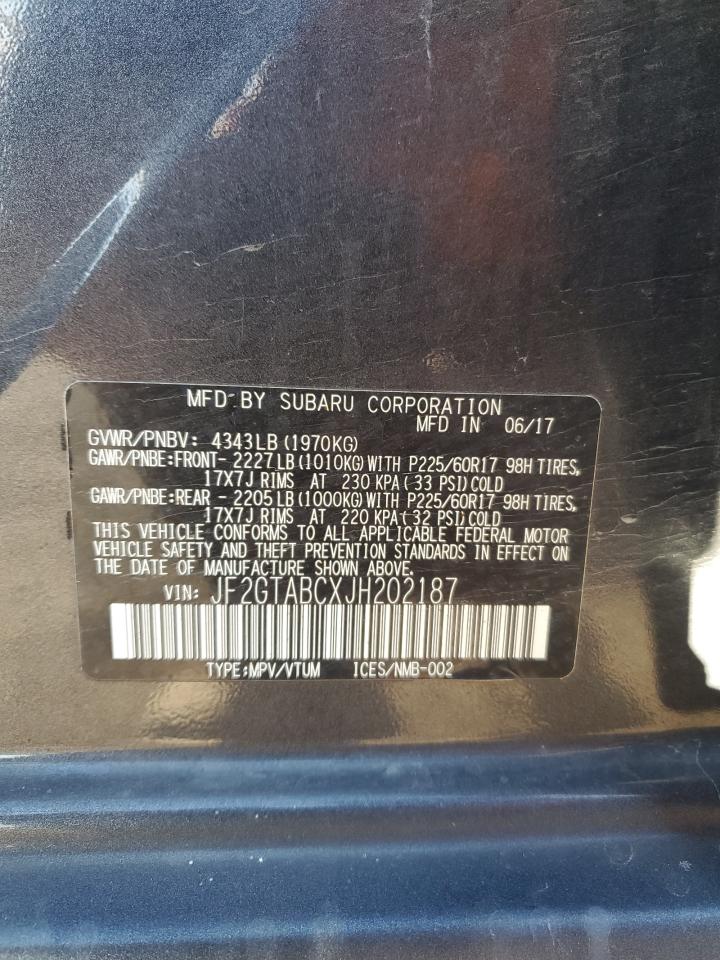 MFD BY SUBARU CORPORATION
MFD IN 06/17
GVWR/PNBV: 4343LB(1970KG)
GAWR/PNBE:FRONT- 2227LB(1010KG)WITH P225/60R17 98H TIRES,
17X7J RIMS AT 230 KPA(33 PSI)COLD
GAWR/PNBE:REAR - 2205LB(1000KG)WITH P225/60R17 98H TIRES,
17X7J RIMS AT 220 KPA(32 PSI)COLD
THIS VEHICLE CONFORMS TO ALL APPLICABLE FEDERAL MOTOR
VEHICLE SAFETY AND THEFT PREVENTION STANDARDS IN EFFECT ON
THE DATE OF MANUFACTURE SHOWN ABOVE.
VIN: JF2GTABCXJH202187
TYPE:MPV/VTUM ICES/NMB-002